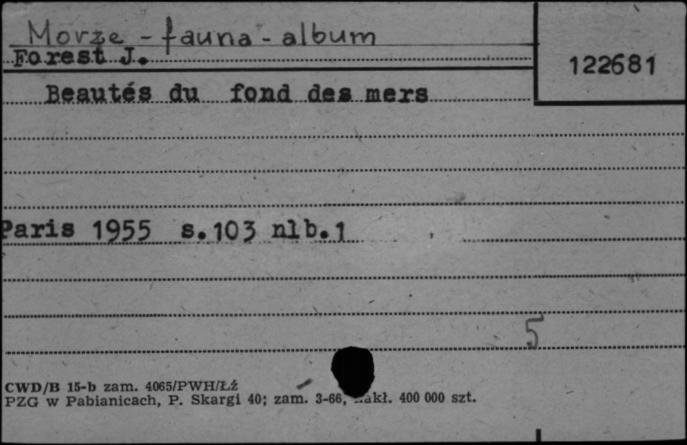 Morze - fauna - album
Forest J.
122681
Beautés du fond des mers
Paris 1955 s.103 nlb.1
5
CWD/B 15-b zam. 4065/PWH/Łź
PZG w Pabianicach, P. Skargi 40; zam. 3-66, nakł. 400 000 szt.